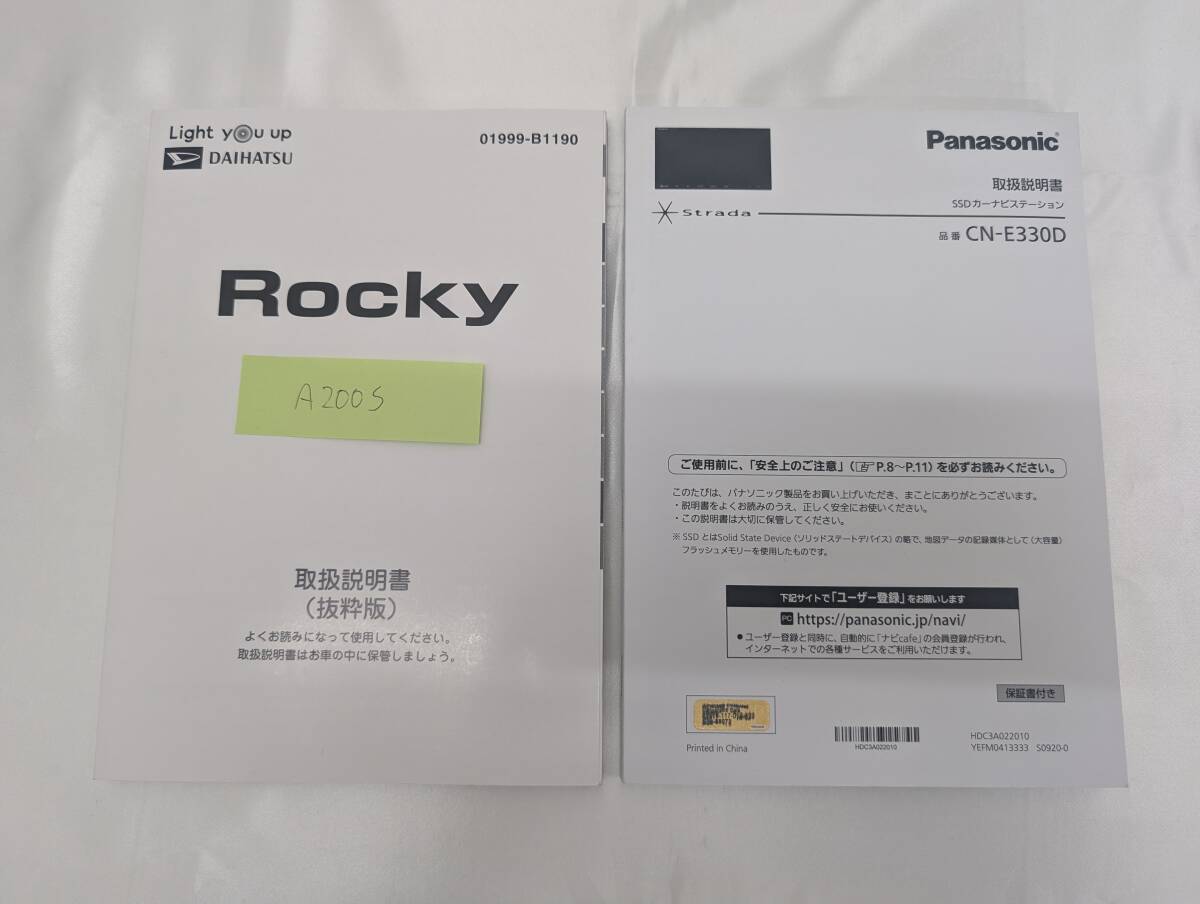 Light you up
DAIHATSU
01999-B1190
Rocky
A200S
取扱説明書
(抜粋版)
よくお読みになって使用してください。
取扱説明書はお車の中に保管しましょう。
Panasonic
取扱説明書
SSDカーナビステーション
Strada
品番 CN-E330D
ご使用前に、「安全上のご注意」(P.8~P.11)を必ずお読みください。
このたびは、パナソニック製品をお買い上げいただき、まことにありがとうございます。
・説明書をよくお読みのうえ、正しく安全にお使いください。
・この説明書は大切に保管してください。
※ SSD とはSolid State Device(ソリッドステートデバイス)の略で、地図データの記録媒体として(大容量)
フラッシュメモリーを使用したものです。
下記サイトで「ユーザー登録」をお願いします
PC https://panasonic.jp/navi/
●ユーザー登録と同時に、自動的に「ナビcafe」の会員登録が行われ、
インターネットでの各種サービスをご利用いただけます。
保証書付き
Printed in China
HDC3A022010
HDC3A022010
YEFM0413333 S0920-0